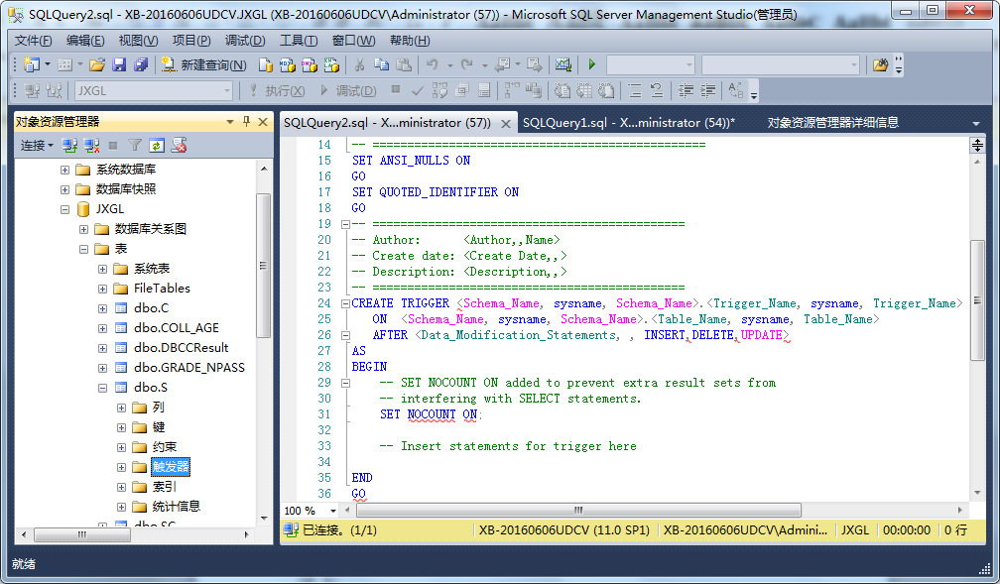 SQLQuery2.sql - XB-20160606UDCV.JXGL (XB-20160606UDCV\Administrator (57)) - Microsoft SQL Server Management Studio(管理员)
文件(F) 编辑(E) 视图(V) 项目(P) 调试(D) 工具(T) 窗口(W) 帮助(H)
新建查询(N)
JXGL 执行(X) 调试(D)
对象资源管理器
连接
系统数据库
数据库快照
JXGL
数据库关系图
表
系统表
FileTables
dbo.C
dbo.COLL_AGE
dbo.DBCCResult
dbo.GRADE_NPASS
dbo.S
列
键
约束
触发器
索引
统计信息
dbo.SC
SQLQuery2.sql - X...ministrator (57)) SQLQuery1.sql - X...ministrator (54))* 对象资源管理器详细信息
14 -- ================================================
15 SET ANSI_NULLS ON
16 GO
17 SET QUOTED_IDENTIFIER ON
18 GO
19 -- =============================================
20 -- Author: <Author,,Name>
21 -- Create date: <Create Date,,>
22 -- Description: <Description,,>
23 -- =============================================
24 CREATE TRIGGER <Schema_Name, sysname, Schema_Name>.<Trigger_Name, sysname, Trigger_Name>
25 ON <Schema_Name, sysname, Schema_Name>.<Table_Name, sysname, Table_Name>
26 AFTER <Data_Modification_Statements, , INSERT,DELETE,UPDATE>
27 AS
28 BEGIN
29 -- SET NOCOUNT ON added to prevent extra result sets from
30 -- interfering with SELECT statements.
31 SET NOCOUNT ON;
32
33 -- Insert statements for trigger here
34
35 END
36 GO
100 %
已连接。(1/1) XB-20160606UDCV (11.0 SP1) XB-20160606UDCV\Admini... JXGL 00:00:00 0 行
就绪